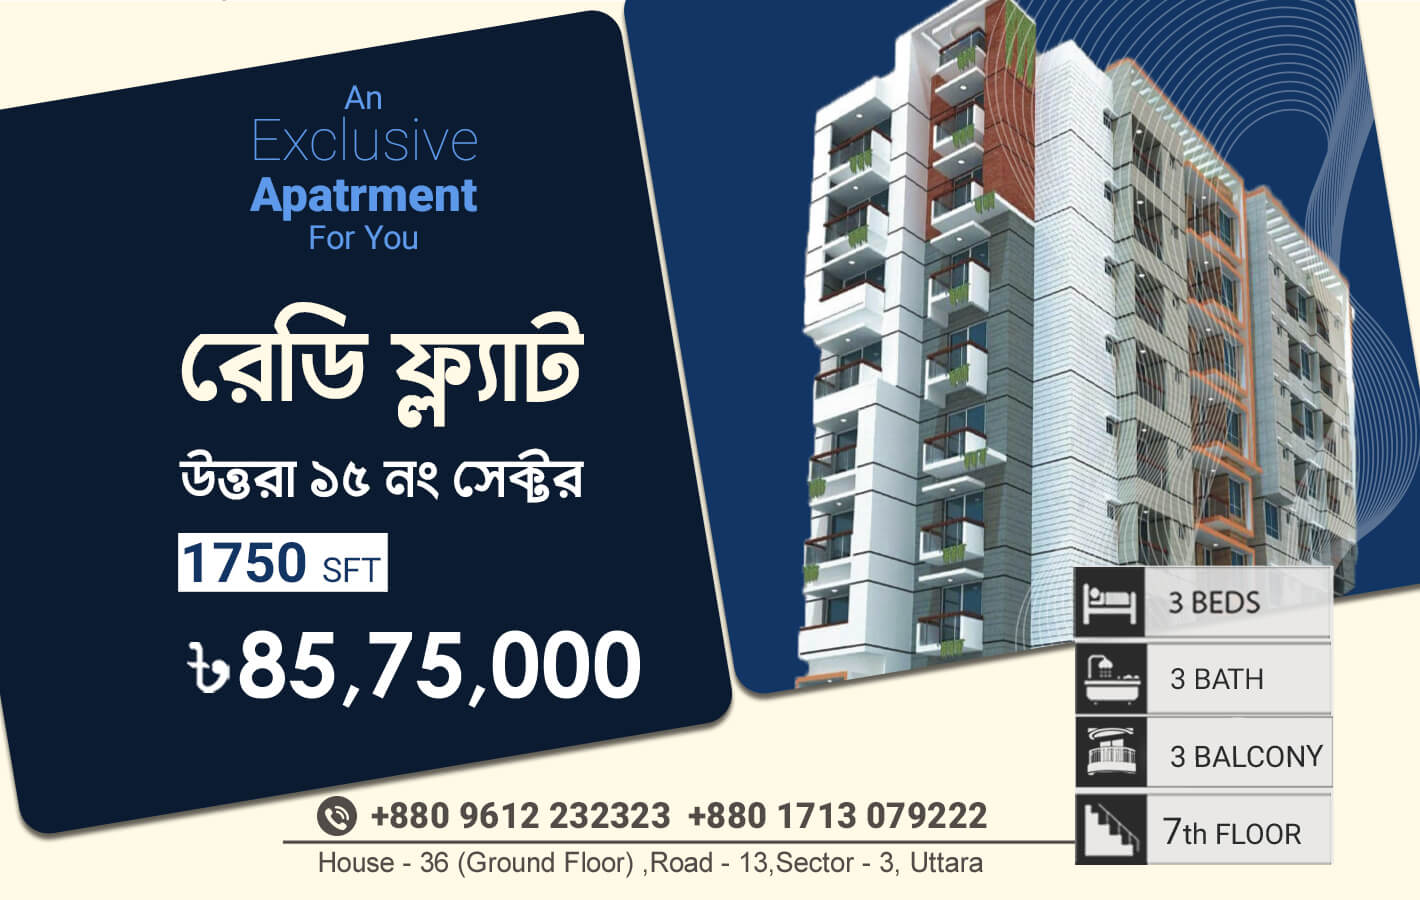 An
Exclusive
Apatrment
For You
রেডি ফ্ল্যাট
উত্তরা ১৫ নং সেক্টর
1750 SFT
৳85,75,000
3 BEDS
3 BATH
3 BALCONY
7th FLOOR
+880 9612 232323 +880 1713 079222
House - 36 (Ground Floor) ,Road - 13,Sector - 3, Uttara